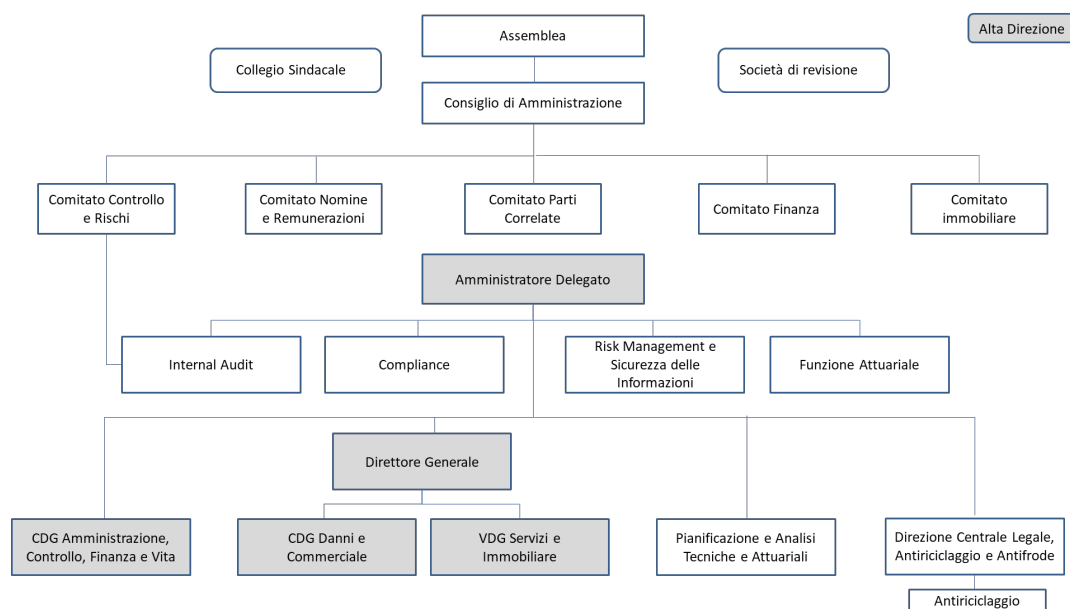 Assemblea
Alta Direzione
Collegio Sindacale
Società di revisione
Consiglio di Amministrazione
Comitato Controllo
e Rischi
Comitato Nomine
e Remunerazioni
Comitato Parti
Correlate
Comitato Finanza
Comitato
immobiliare
Amministratore Delegato
Internal Audit
Compliance
Risk Management e
Sicurezza delle
Informazioni
Funzione Attuariale
Direttore Generale
CDG Amministrazione,
Controllo, Finanza e Vita
CDG Danni e
Commerciale
VDG Servizi e
Immobiliare
Pianificazione e Analisi
Tecniche e Attuariali
Direzione Centrale Legale,
Antiriciclaggio e Antifrode
Antiriciclaggio